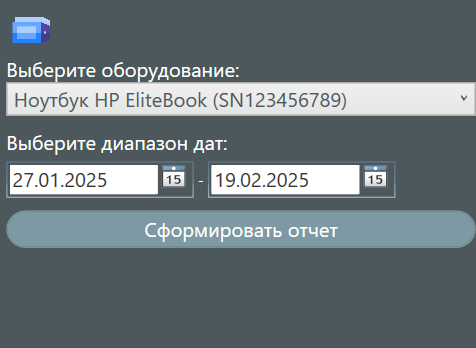 Выберите оборудование:
Ноутбук HP EliteBook (SN123456789)
Выберите диапазон дат:
27.01.2025 15 - 19.02.2025 15
Сформировать отчет